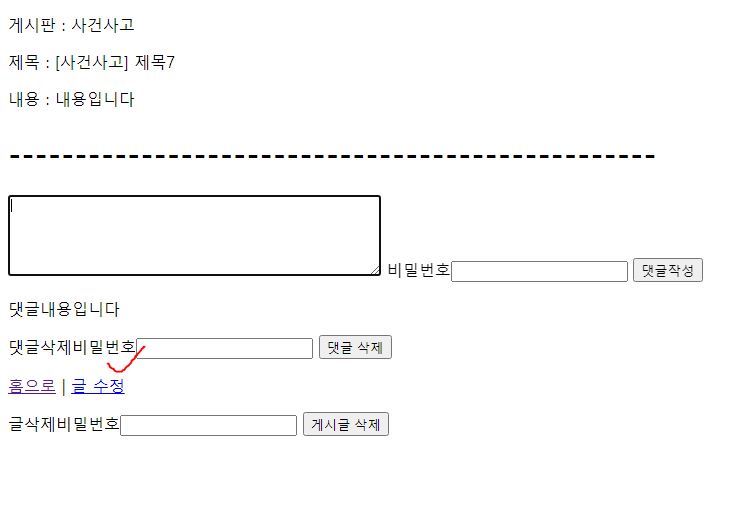 게시판 : 사건사고
제목 : [사건사고] 제목7
내용 : 내용입니다
-------------------------------------------------
비밀번호 댓글작성
댓글내용입니다
댓글삭제비밀번호 댓글 삭제
홈으로 | 글 수정
글삭제비밀번호 게시글 삭제